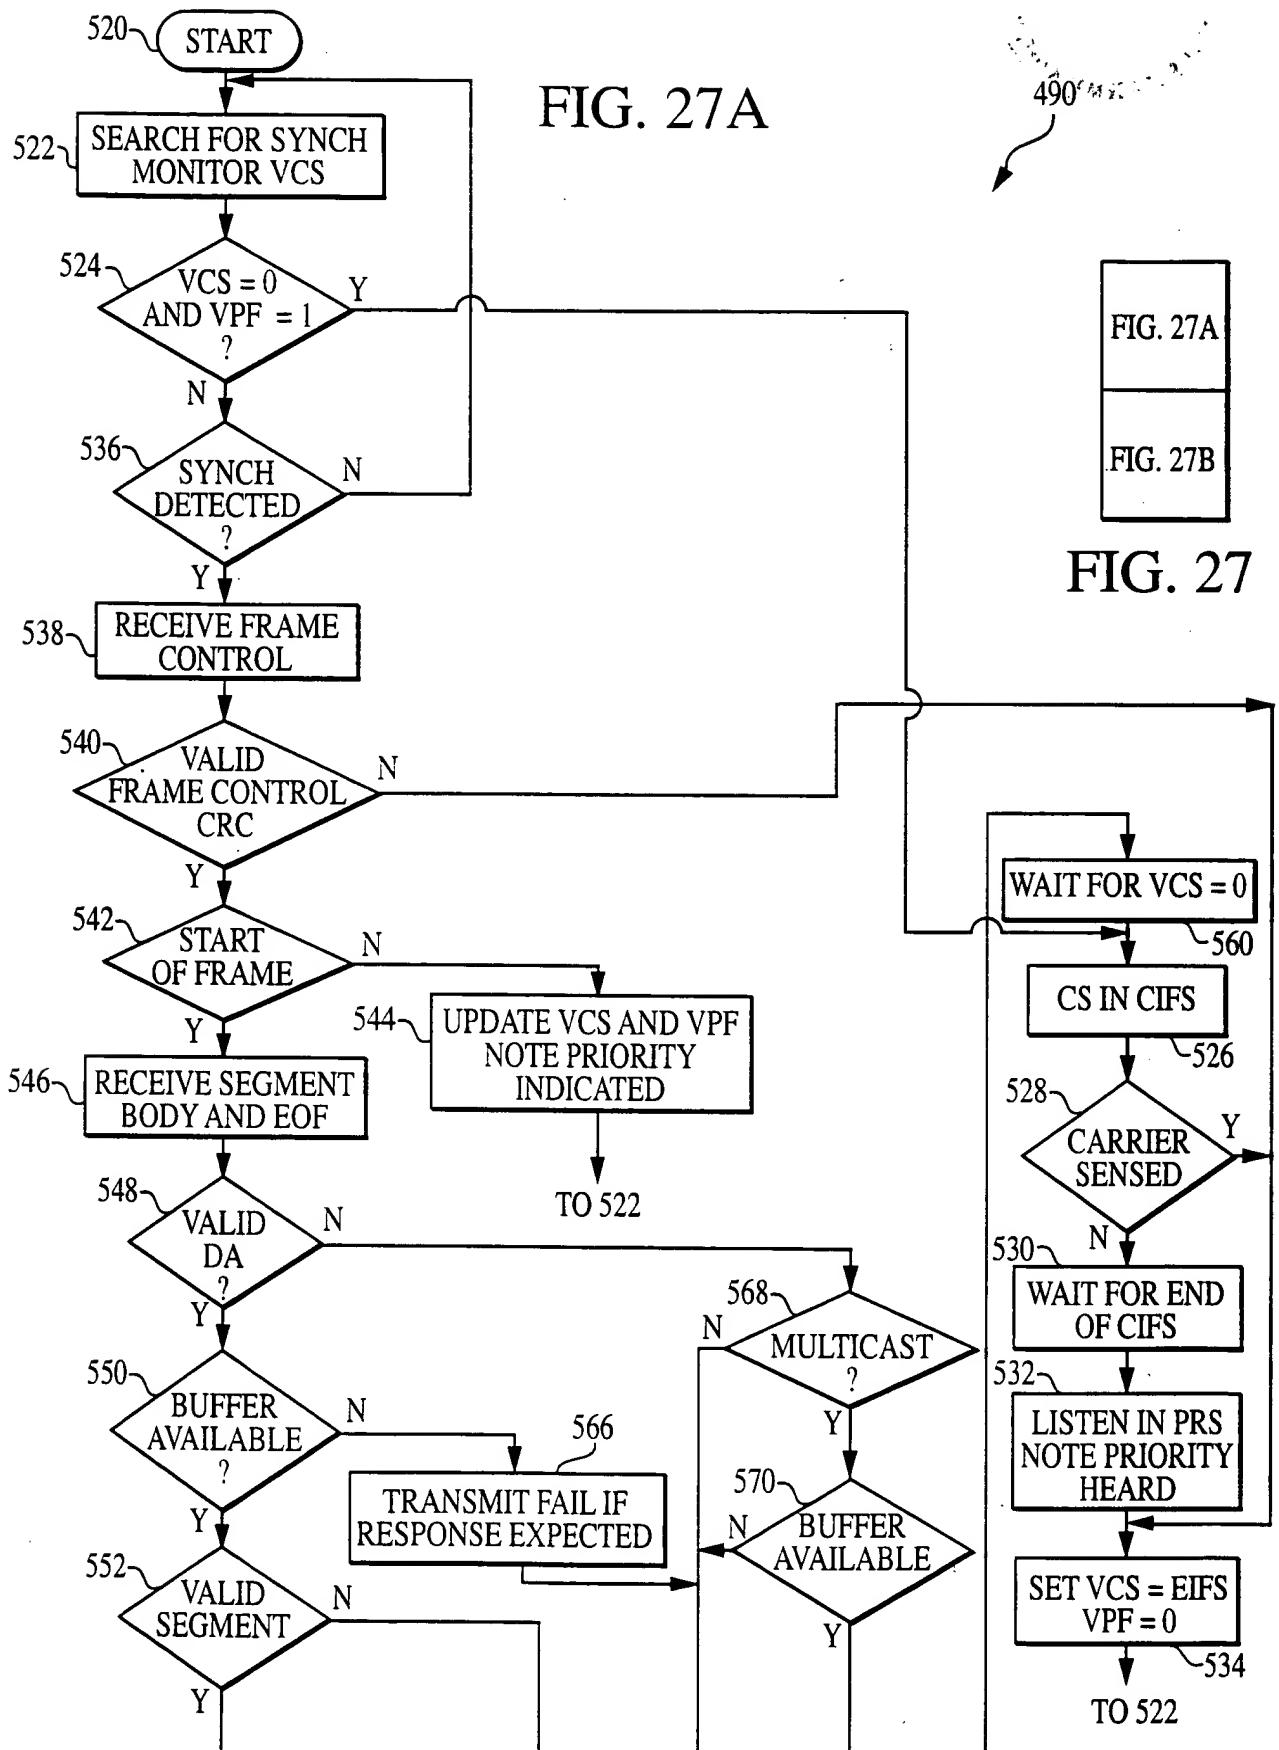 520
START
FIG. 27A
490
522
SEARCH FOR SYNCH
MONITOR VCS
524
VCS = 0
AND VPF = 1
?
Y
N
FIG. 27A
FIG. 27B
FIG. 27
536
SYNCH
DETECTED
?
N
Y
538
RECEIVE FRAME
CONTROL
540
VALID
FRAME CONTROL
CRC
N
Y
WAIT FOR VCS = 0
560
542
START
OF FRAME
N
Y
544
UPDATE VCS AND VPF
NOTE PRIORITY
INDICATED
TO 522
CS IN CIFS
526
528
CARRIER
SENSED
Y
N
546
RECEIVE SEGMENT
BODY AND EOF
548
VALID
DA
?
N
Y
530
WAIT FOR END
OF CIFS
568
MULTICAST
?
N
Y
532
LISTEN IN PRS
NOTE PRIORITY
HEARD
550
BUFFER
AVAILABLE
?
N
Y
566
TRANSMIT FAIL IF
RESPONSE EXPECTED
570
BUFFER
AVAILABLE
N
Y
552
VALID
SEGMENT
N
Y
SET VCS = EIFS
VPF = 0
534
TO 522